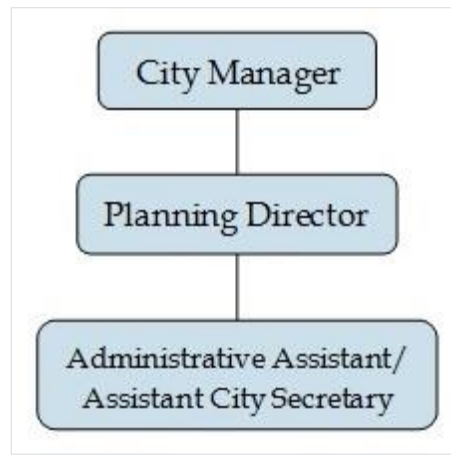 City Manager
Planning Director
Administrative Assistant/
Assistant City Secretary